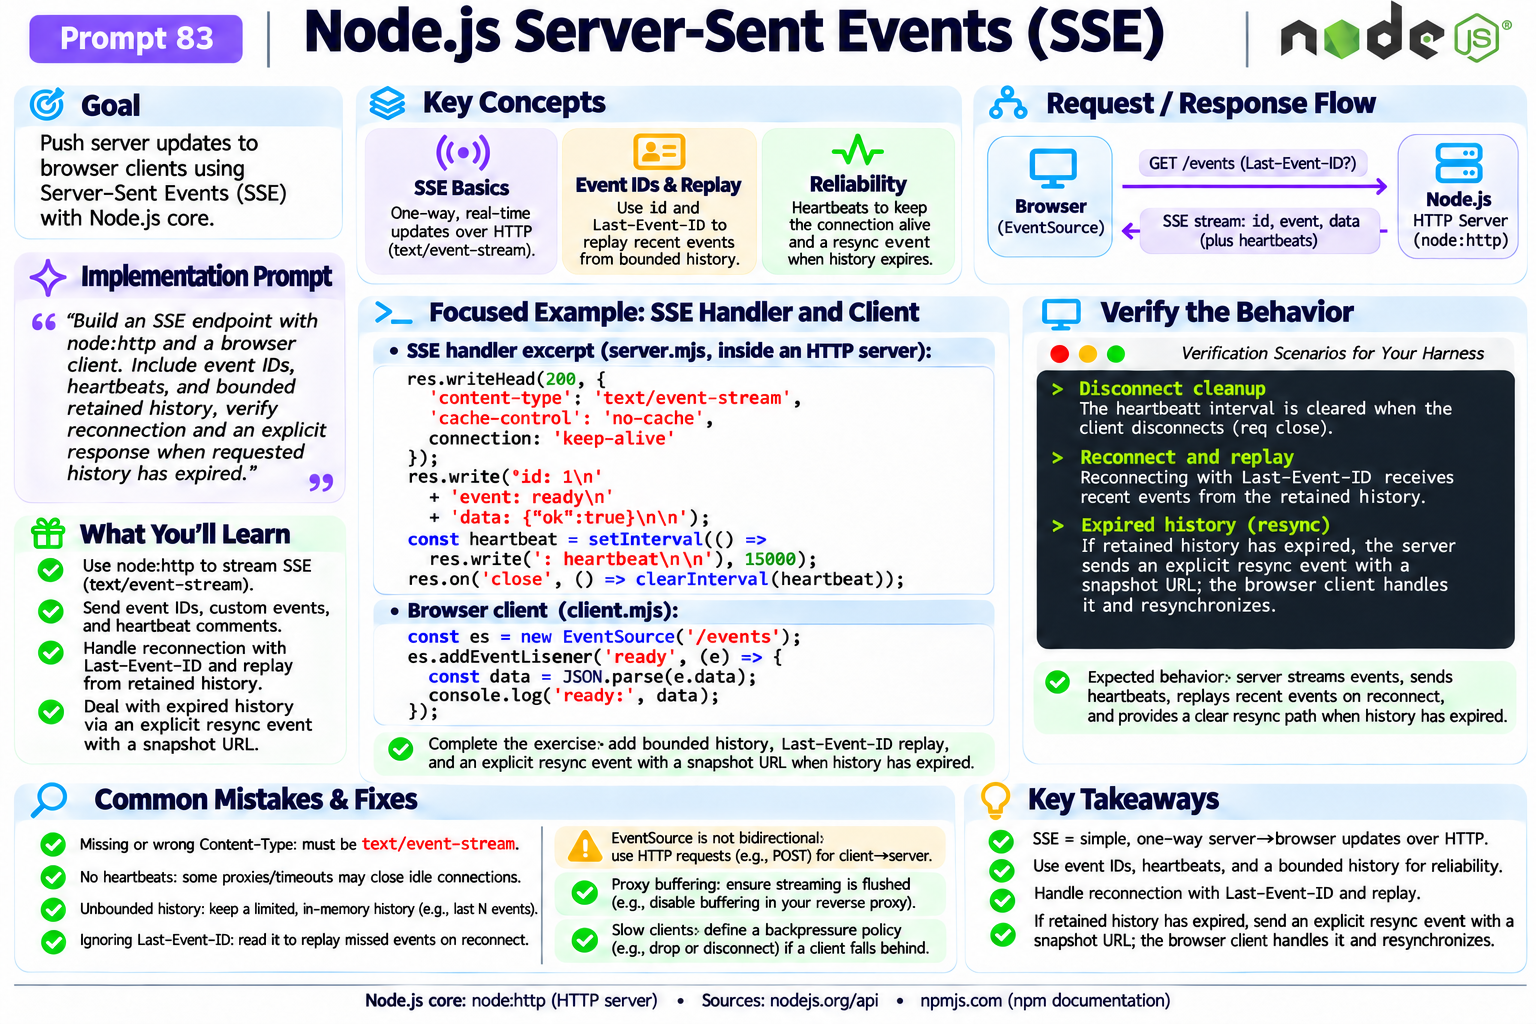 Prompt 83
Node.js Server-Sent Events (SSE)
node
JS
®
Goal
Push server updates to
browser clients using
Server-Sent Events (SSE)
with Node.js core.
Implementation Prompt
“Build an SSE endpoint with
node:http and a browser
client. Include event IDs,
heartbeats, and bounded
retained history, verify
reconnection and an explicit
response when requested
history has expired.”
What You’ll Learn
Use node:http to stream SSE
(text/event-stream).
Send event IDs, custom events,
and heartbeat comments.
Handle reconnection with
Last-Event-ID and replay
from retained history.
Deal with expired history
via an explicit resync event
with a snapshot URL.
Key Concepts
SSE Basics
One-way, real-time
updates over HTTP
(text/event-stream).
Event IDs & Replay
Use id and
Last-Event-ID to
replay recent events
from bounded history.
Reliability
Heartbeats to keep
the connection alive
and a resync event
when history expires.
Request / Response Flow
Browser
(EventSource)
GET /events (Last-Event-ID?)
SSE stream: id, event, data
(plus heartbeats)
Node.js
HTTP Server
(node:http)
Focused Example: SSE Handler and Client
• SSE handler excerpt (server.mjs, inside an HTTP server):
res.writeHead(200, {
'content-type': 'text/event-stream',
'cache-control': 'no-cache',
connection: 'keep-alive'
});
res.write("id: 1\n'
+ 'event: ready\n'
+ 'data: {"ok":true}\n\n');
const heartbeat = setInterval(() =>
res.write(': heartbeat\n\n'), 15000);
res.on('close', () => clearInterval(heartbeat));
• Browser client (client.mjs):
const es = new EventSource('/events');
es.addEventLisener('ready', (e) => {
const data = JSON.parse(e.data);
console.log('ready:', data);
});
Complete the exercise: add bounded history, Last-Event-ID replay,
and an explicit resync event with a snapshot URL when history has expired.
Verify the Behavior
Verification Scenarios for Your Harness
> Disconnect cleanup
The heartbeatt interval is cleared when the
client disconnects (req close).
> Reconnect and replay
Reconnecting with Last-Event-ID receives
recent events from the retained history.
> Expired history (resync)
If retained history has expired, the server
sends an explicit resync event with a
snapshot URL; the browser client handles
it and resynchronizes.
Expected behavior: server streams events, sends
heartbeats, replays recent events on reconnect,
and provides a clear resync path when history has expired.
Common Mistakes & Fixes
Missing or wrong Content-Type: must be text/event-stream.
No heartbeats: some proxies/timeouts may close idle connections.
Unbounded history: keep a limited, in-memory history (e.g., last N events).
Ignoring Last-Event-ID: read it to replay missed events on reconnect.
EventSource is not bidirectional:
use HTTP requests (e.g., POST) for client→server.
Proxy buffering: ensure streaming is flushed
(e.g., disable buffering in your reverse proxy).
Slow clients: define a backpressure policy
(e.g., drop or disconnect) if a client falls behind.
Key Takeaways
SSE = simple, one-way server→browser updates over HTTP.
Use event IDs, heartbeats, and a bounded history for reliability.
Handle reconnection with Last-Event-ID and replay.
If retained history has expired, send an explicit resync event with a
snapshot URL; the browser client handles it and resynchronizes.
Node.js core: node:http (HTTP server) • Sources: nodejs.org/api • npmjs.com (npm documentation)